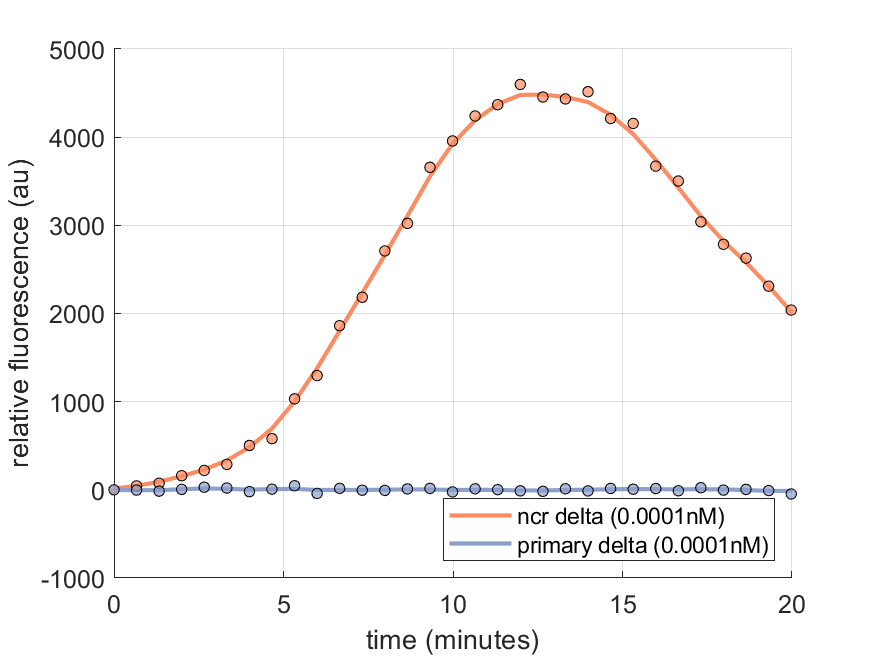 5000
4000
3000
2000
1000
0
-1000
relative fluorescence (au)
ncr delta (0.0001nM)
primary delta (0.0001nM)
0 5 10 15 20
time (minutes)